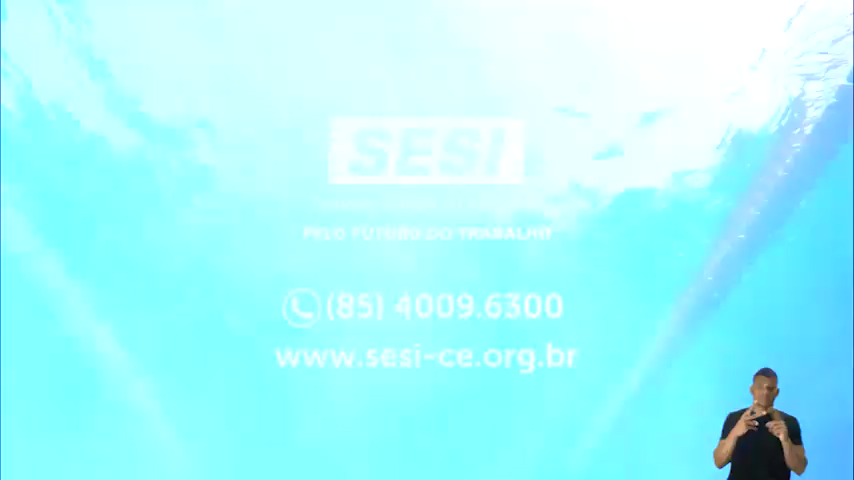 SESI
PELO FUTURO DO TRABALHO
(85) 4009.6300
www.sesi-ce.org.br